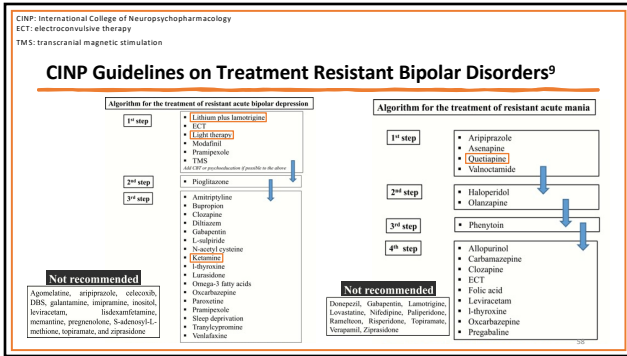 CINP: International College of Neuropsychopharmacology
ECT: electroconvulsive therapy
TMS: transcranial magnetic stimulation
CINP Guidelines on Treatment Resistant Bipolar Disorders⁹
Algorithm for the treatment of resistant acute bipolar depression
1st step
▪ Lithium plus lamotrigine
▪ ECT
▪ Light therapy
▪ Modafinil
▪ Pramipexole
▪ TMS
Add CBT or psychoeducation if possible to the above
2nd step
▪ Pioglitazone
3rd step
▪ Amitriptyline
▪ Bupropion
▪ Clozapine
▪ Diltiazem
▪ Gabapentin
▪ L-sulpiride
▪ N-acetyl cysteine
▪ Ketamine
▪ l-thyroxine
▪ Lurasidone
▪ Omega-3 fatty acids
▪ Oxcarbazepine
▪ Paroxetine
▪ Pramipexole
▪ Sleep deprivation
▪ Tranylcypromine
▪ Venlafaxine
Not recommended
Agomelatine, aripiprazole, celecoxib,
DBS, galantamine, imipramine, inositol,
leviracetam, lisdexamfetamine,
memantine, pregnenolone, S-adenosyl-L-
methione, topiramate, and ziprasidone
Algorithm for the treatment of resistant acute mania
1st step
▪ Aripiprazole
▪ Asenapine
▪ Quetiapine
▪ Valnoctamide
2nd step
▪ Haloperidol
▪ Olanzapine
3rd step
▪ Phenytoin
4th step
▪ Allopurinol
▪ Carbamazepine
▪ Clozapine
▪ ECT
▪ Folic acid
▪ Leviracetam
▪ l-thyroxine
▪ Oxcarbazepine
▪ Pregabaline
Not recommended
Donepezil, Gabapentin, Lamotrigine,
Lovastatine, Nifedipine, Paliperidone,
Ramelteon, Risperidone, Topiramate,
Verapamil, Ziprasidone
58